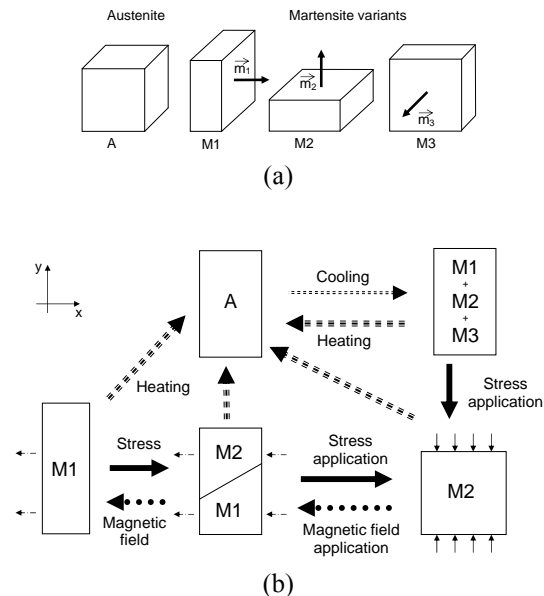 Austenite Martensite variants
m1 m2 m3
A M1 M2 M3
(a)
y
x
A
Cooling
Heating
M1
+
M2
+
M3
Heating
Stress
application
M1
Stress
Magnetic
field
M2
M1
Stress
application
Magnetic field
application
M2
(b)